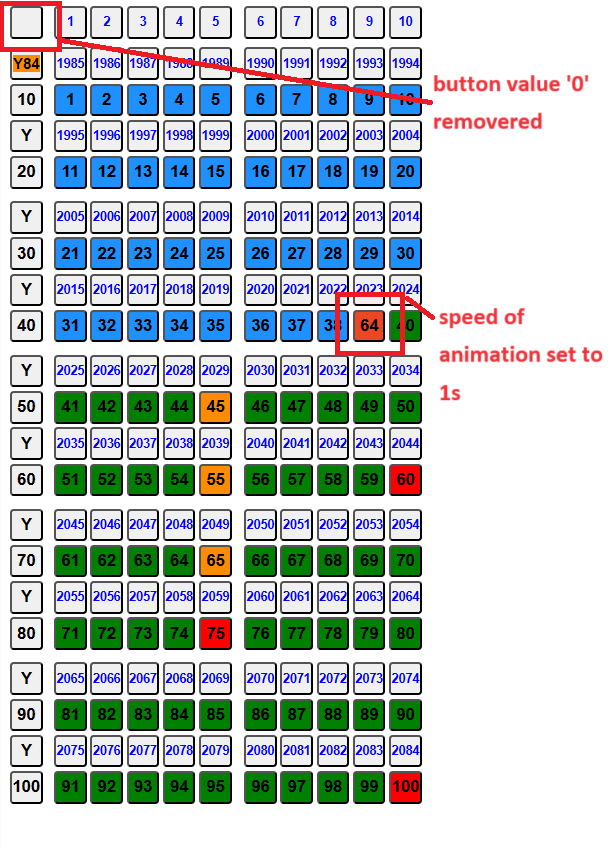 1 2 3 4 5 6 7 8 9 10
Y84 1985 1986 1987 1988 1989 1990 1991 1992 1993 1994
10 1 2 3 4 5 6 7 8 9 10
button value '0'
removered
Y 1995 1996 1997 1998 1999 2000 2001 2002 2003 2004
20 11 12 13 14 15 16 17 18 19 20
Y 2005 2006 2007 2008 2009 2010 2011 2012 2013 2014
30 21 22 23 24 25 26 27 28 29 30
Y 2015 2016 2017 2018 2019 2020 2021 2022 2023 2024
40 31 32 33 34 35 36 37 38 64 40
speed of
animation set to
1s
Y 2025 2026 2027 2028 2029 2030 2031 2032 2033 2034
50 41 42 43 44 45 46 47 48 49 50
Y 2035 2036 2037 2038 2039 2040 2041 2042 2043 2044
60 51 52 53 54 55 56 57 58 59 60
Y 2045 2046 2047 2048 2049 2050 2051 2052 2053 2054
70 61 62 63 64 65 66 67 68 69 70
Y 2055 2056 2057 2058 2059 2060 2061 2062 2063 2064
80 71 72 73 74 75 76 77 78 79 80
Y 2065 2066 2067 2068 2069 2070 2071 2072 2073 2074
90 81 82 83 84 85 86 87 88 89 90
Y 2075 2076 2077 2078 2079 2080 2081 2082 2083 2084
100 91 92 93 94 95 96 97 98 99 100